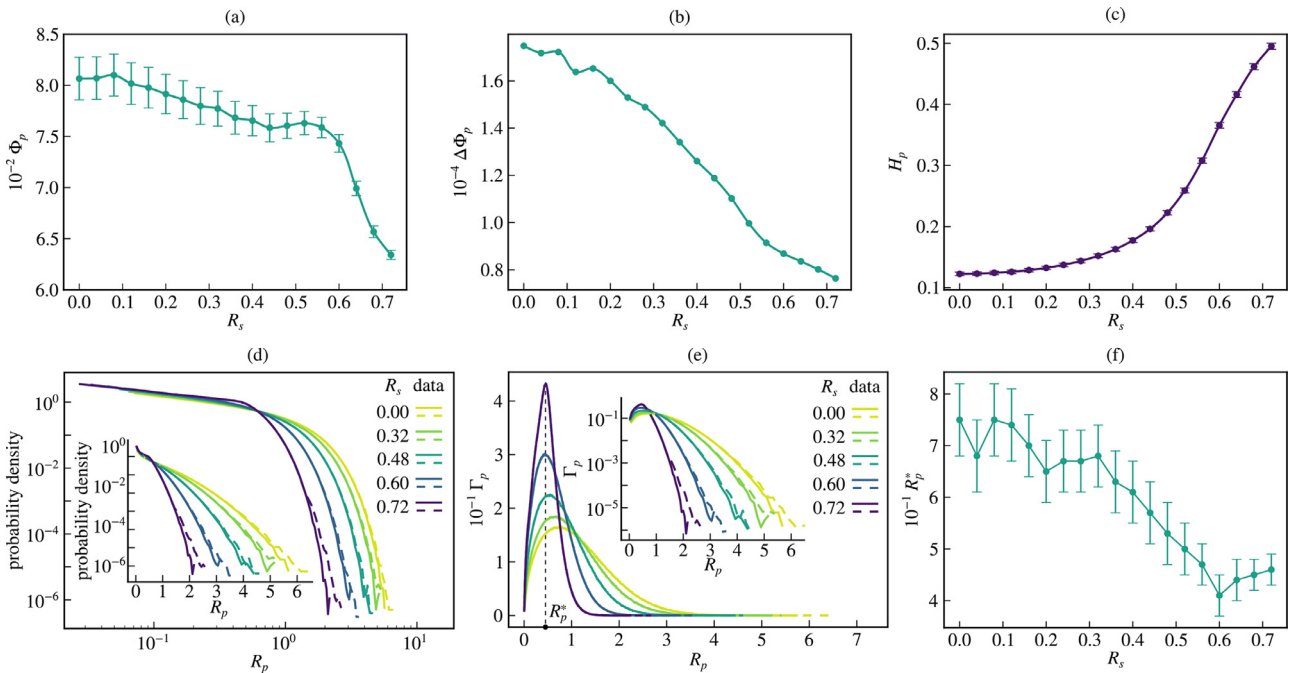 (a)
(b)
(c)
8.5
8.0
7.5
7.0
6.5
6.0
10⁻² Φₚ
0.0 0.1 0.2 0.3 0.4 0.5 0.6 0.7
Rₛ
1.6
1.4
1.2
1.0
0.8
10⁻⁴ ΔΦₚ
0.0 0.1 0.2 0.3 0.4 0.5 0.6 0.7
Rₛ
0.5
0.4
0.3
0.2
0.1
Hₚ
0.0 0.1 0.2 0.3 0.4 0.5 0.6 0.7
Rₛ
(d)
(e)
(f)
probability density
10⁰
10⁻²
10⁻⁴
10⁻⁶
10⁻¹ 10⁰ 10¹
Rₚ
Rₛ data
0.00
0.32
0.48
0.60
0.72
probability density
10⁰
10⁻²
10⁻⁴
10⁻⁶
0 1 2 3 4 5 6
Rₚ
10⁻¹ Γₚ
4
3
2
1
0
0 1 2 3 4 5 6 7
Rₚ
Rₚ*
Rₛ data
0.00
0.32
0.48
0.60
0.72
Γₚ
10⁻¹
10⁻³
10⁻⁵
0 1 2 3 4 5 6
Rₚ
10⁻¹ Rₚ*
8
7
6
5
4
0.0 0.1 0.2 0.3 0.4 0.5 0.6 0.7
Rₛ